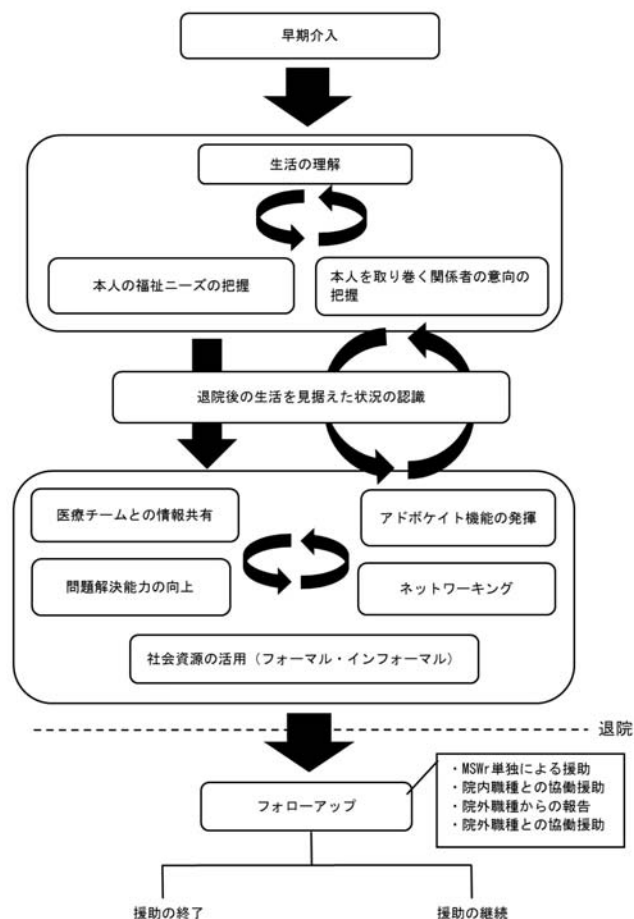 早期介入
生活の理解
本人の福祉ニーズの把握
本人を取り巻く関係者の意向の
把握
退院後の生活を見据えた状況の認識
医療チームとの情報共有
アドボケイト機能の発揮
問題解決能力の向上
ネットワーキング
社会資源の活用（フォーマル・インフォーマル）
退院
フォローアップ
・MSWr単独による援助
・院内職種との協働援助
・院外職種からの報告
・院外職種との協働援助
援助の終了
援助の継続